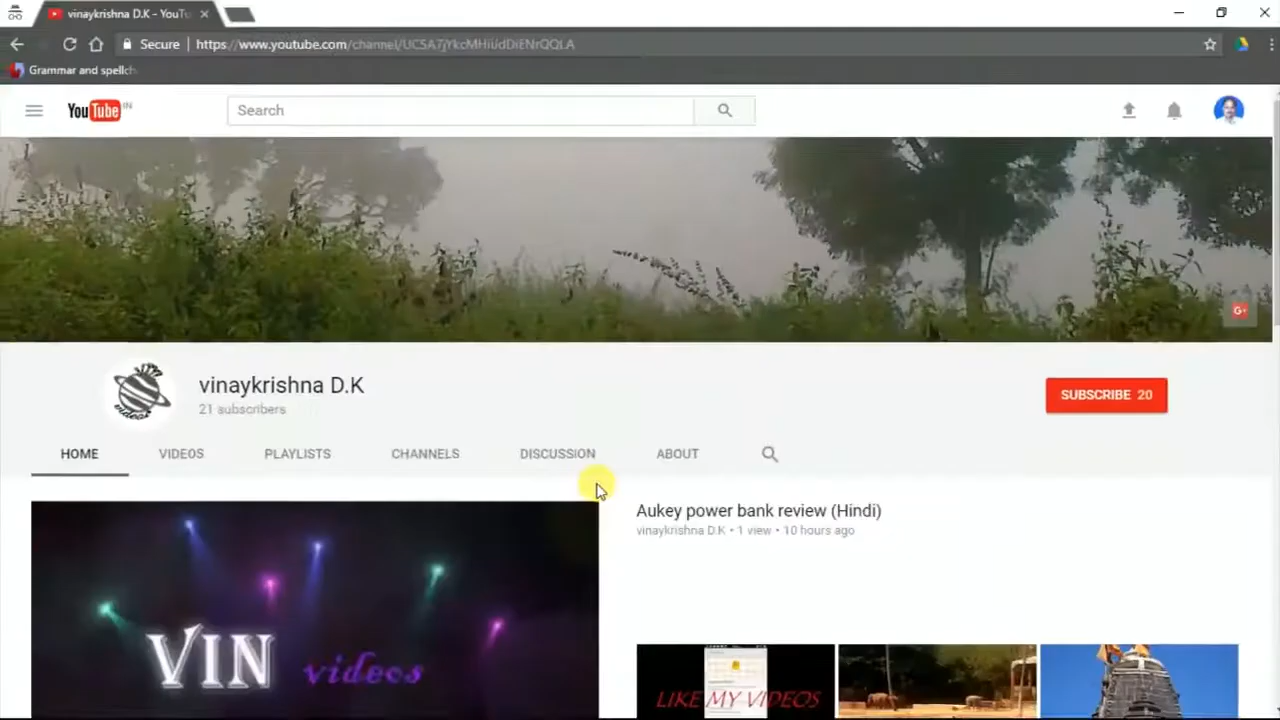 vinaykrishna D.K - YouTu
Secure
https://www.youtube.com/channel/UCSA7jYkcMHiUdDiENrQQLA
Grammar and spellch
YouTube IN
Search
G+
vinaykrishna D.K
21 subscribers
SUBSCRIBE 20
HOME
VIDEOS
PLAYLISTS
CHANNELS
DISCUSSION
ABOUT
Aukey power bank review (Hindi)
vinaykrishna D.K • 1 view • 10 hours ago
VIN videos
LIKE MY VIDEOS